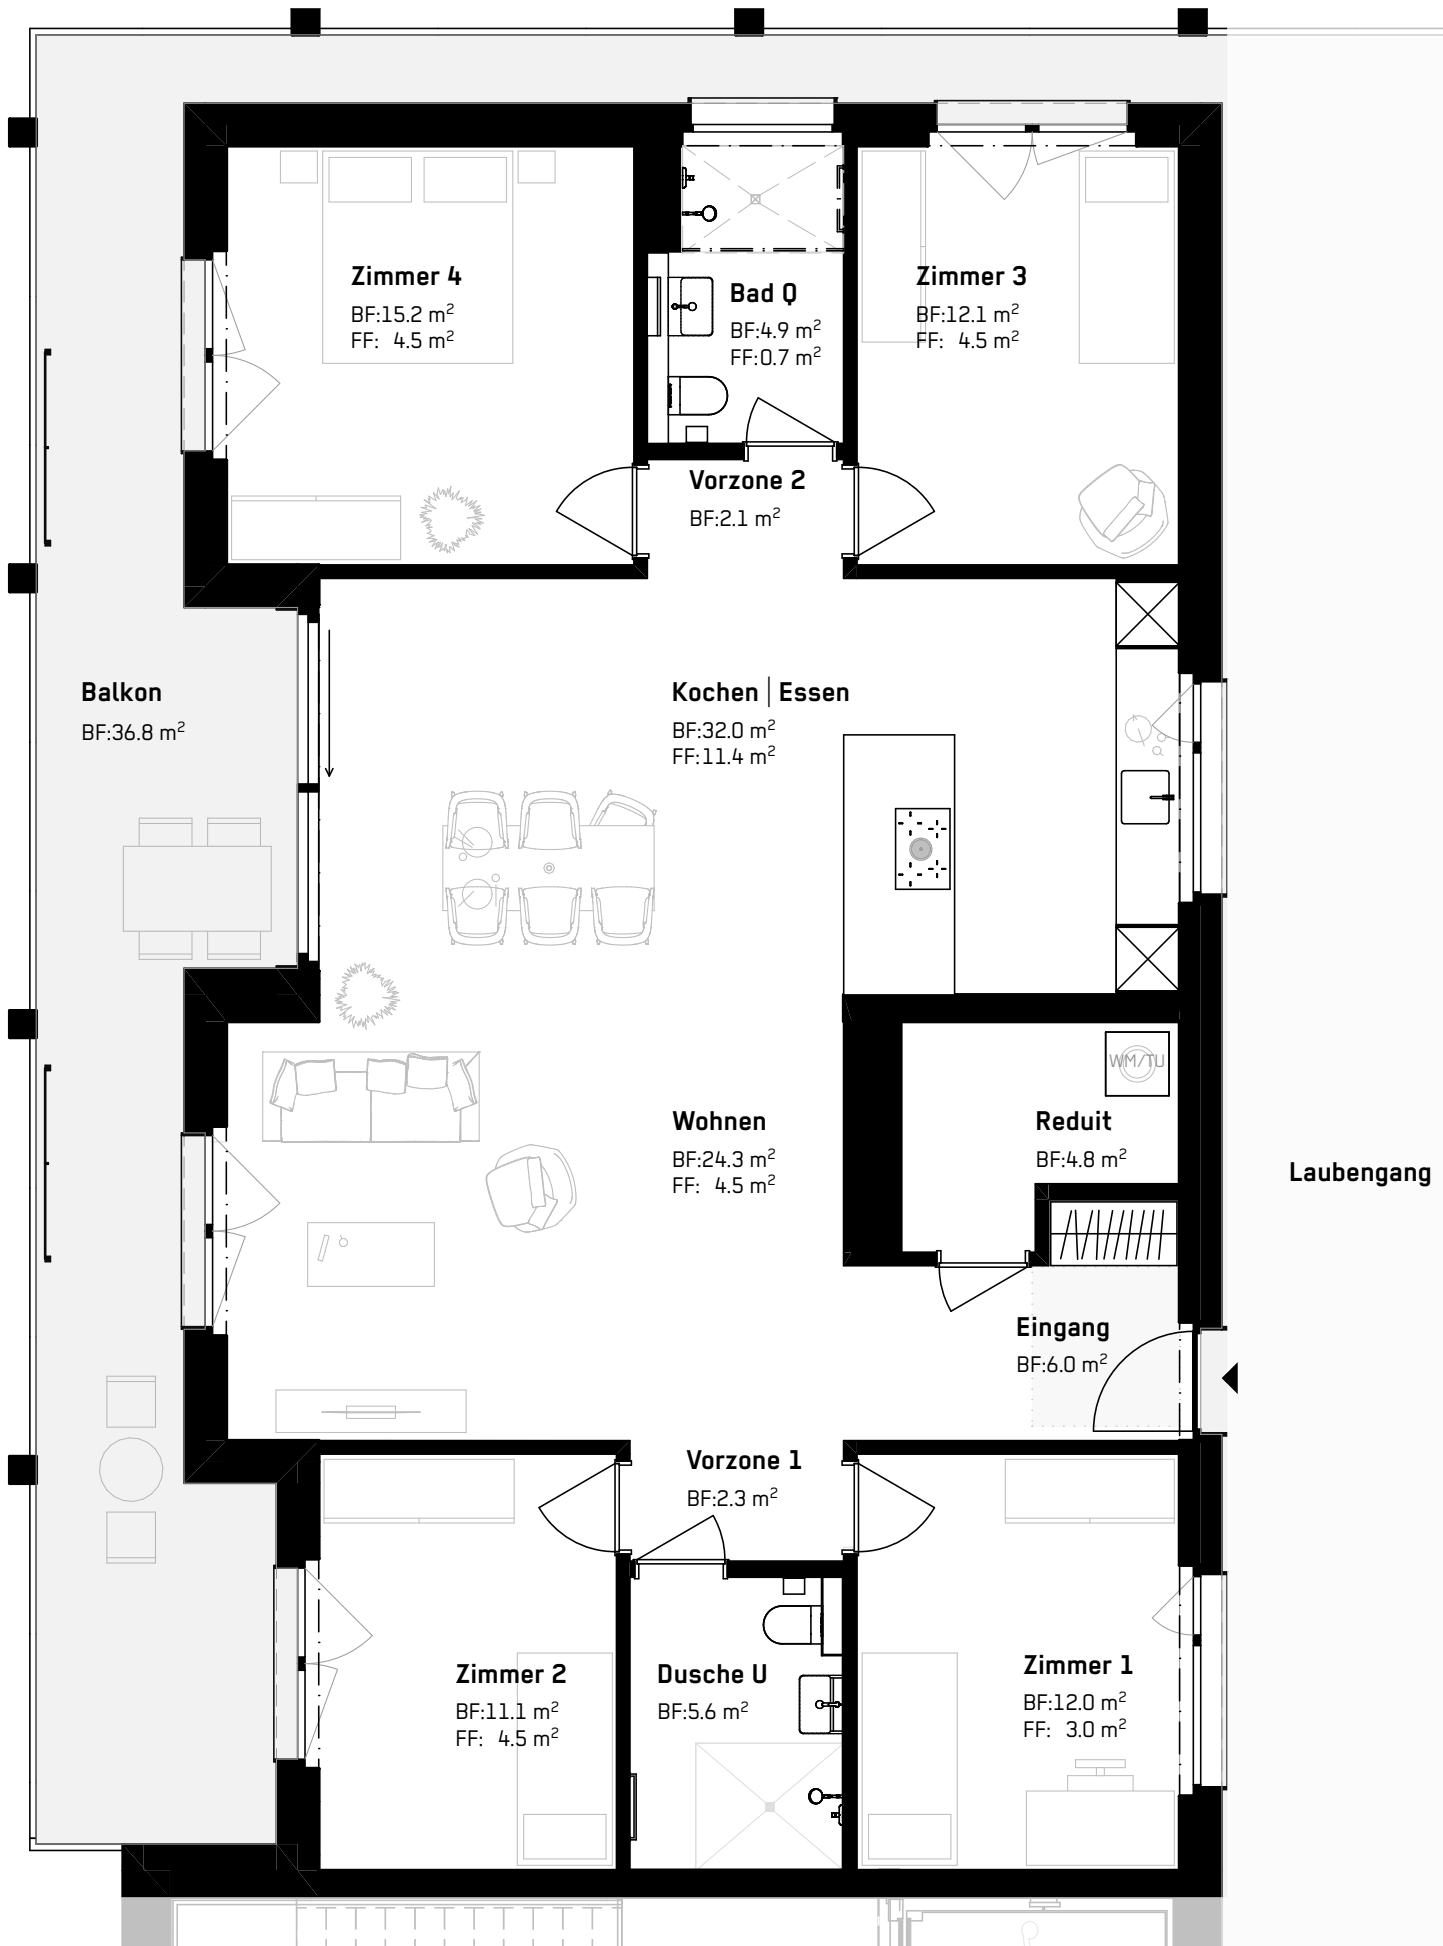 Zimmer 4
BF:15.2 m²
FF: 4.5 m²
Bad Q
BF:4.9 m²
FF:0.7 m²
Zimmer 3
BF:12.1 m²
FF: 4.5 m²
Vorzone 2
BF:2.1 m²
Balkon
BF:36.8 m²
Kochen | Essen
BF:32.0 m²
FF:11.4 m²
WM/TU
Wohnen
BF:24.3 m²
FF: 4.5 m²
Reduit
BF:4.8 m²
Laubengang
Eingang
BF:6.0 m²
Vorzone 1
BF:2.3 m²
Zimmer 2
BF:11.1 m²
FF: 4.5 m²
Dusche U
BF:5.6 m²
Zimmer 1
BF:12.0 m²
FF: 3.0 m²